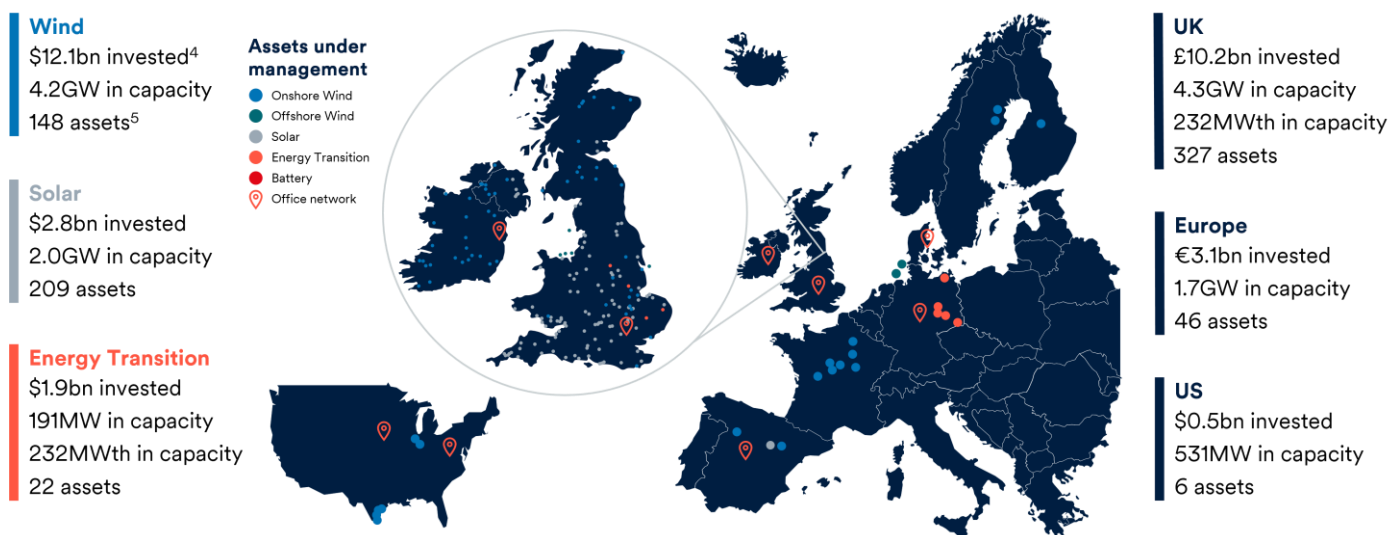 Wind
$12.1bn invested⁴
4.2GW in capacity
148 assets⁵
Solar
$2.8bn invested
2.0GW in capacity
209 assets
Energy Transition
$1.9bn invested
191MW in capacity
232MWth in capacity
22 assets
Assets under
management
Onshore Wind
Offshore Wind
Solar
Energy Transition
Battery
Office network
UK
£10.2bn invested
4.3GW in capacity
232MWth in capacity
327 assets
Europe
€3.1bn invested
1.7GW in capacity
46 assets
US
$0.5bn invested
531MW in capacity
6 assets